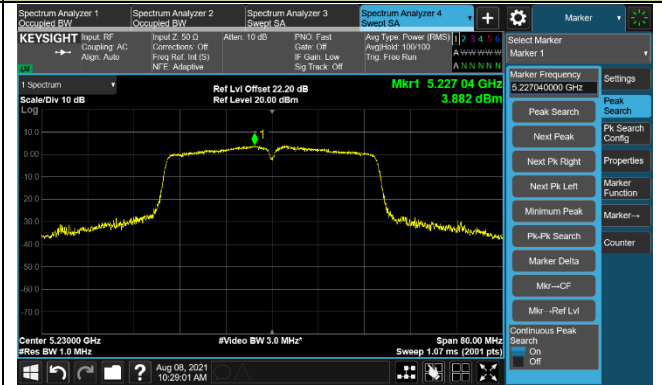 Spectrum Analyzer 1
Occupied BW
Spectrum Analyzer 2
Occupied BW
Spectrum Analyzer 3
Swept SA
Spectrum Analyzer 4
Swept SA
+
Marker
KEYSIGHT
Input: RF
Coupling: AC
Align: Auto
Input Z: 50 Ω
Corrections: Off
Freq Ref: Int (S)
NFE: Adaptive
Atten: 10 dB
PNO: Fast
Gate: Off
IF Gain: Low
Sig Track: Off
Avg Type: Power (RMS)
Avg|Hold: 100/100
Trig: Free Run
1 2 3 4 5 6
A W W W W W
A N N N N N
LVI
1 Spectrum
Scale/Div 10 dB
Log
Ref Lvl Offset 22.20 dB
Ref Level 20.00 dBm
Mkr1 5.227 04 GHz
3.882 dBm
1
10.0
0.00
-10.0
-20.0
-30.0
-40.0
-50.0
-60.0
-70.0
Center 5.23000 GHz
#Res BW 1.0 MHz
#Video BW 3.0 MHz*
Span 80.00 MHz
Sweep 1.07 ms (2001 pts)
Select Marker
Marker 1
Marker Frequency
5.227040000 GHz
Peak Search
Next Peak
Next Pk Right
Next Pk Left
Minimum Peak
Pk-Pk Search
Marker Delta
Mkr→CF
Mkr→Ref Lvl
Continuous Peak
Search
On
Off
Settings
Peak
Search
Pk Search
Config
Properties
Marker
Function
Marker→
Counter
?
Aug 08, 2021
10:29:01 AM